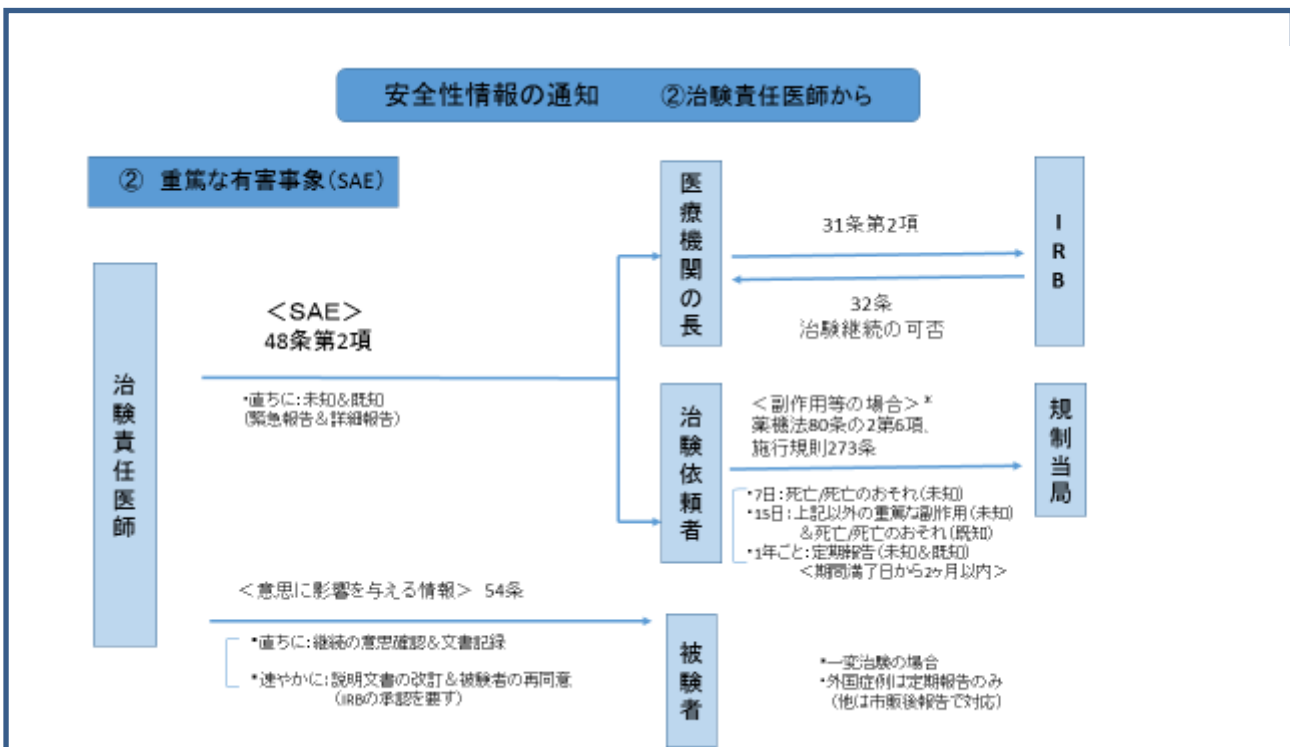 安全性情報の通知　②治験責任医師から
② 重篤な有害事象(SAE)
治験責任医師
＜SAE＞
48条第2項
・直ちに:未知&既知
(緊急報告&詳細報告)
医療機関の長
31条第2項
32条
治験継続の可否
IRB
治験依頼者
＜副作用等の場合＞*
薬機法80条の2第6項、
施行規則273条
・7日:死亡/死亡のおそれ(未知)
・15日:上記以外の重篤な副作用(未知)
&死亡/死亡のおそれ(既知)
・1年ごと:定期報告(未知&既知)
＜期間満了日から2ヶ月以内＞
規制当局
＜意思に影響を与える情報＞ 54条
・直ちに:継続の意思確認&文書記録
・速やかに:説明文書の改訂&被験者の再同意
(IRBの承認を要す)
被験者
*一変治験の場合
・外国症例は定期報告のみ
(他は市販後報告で対応)